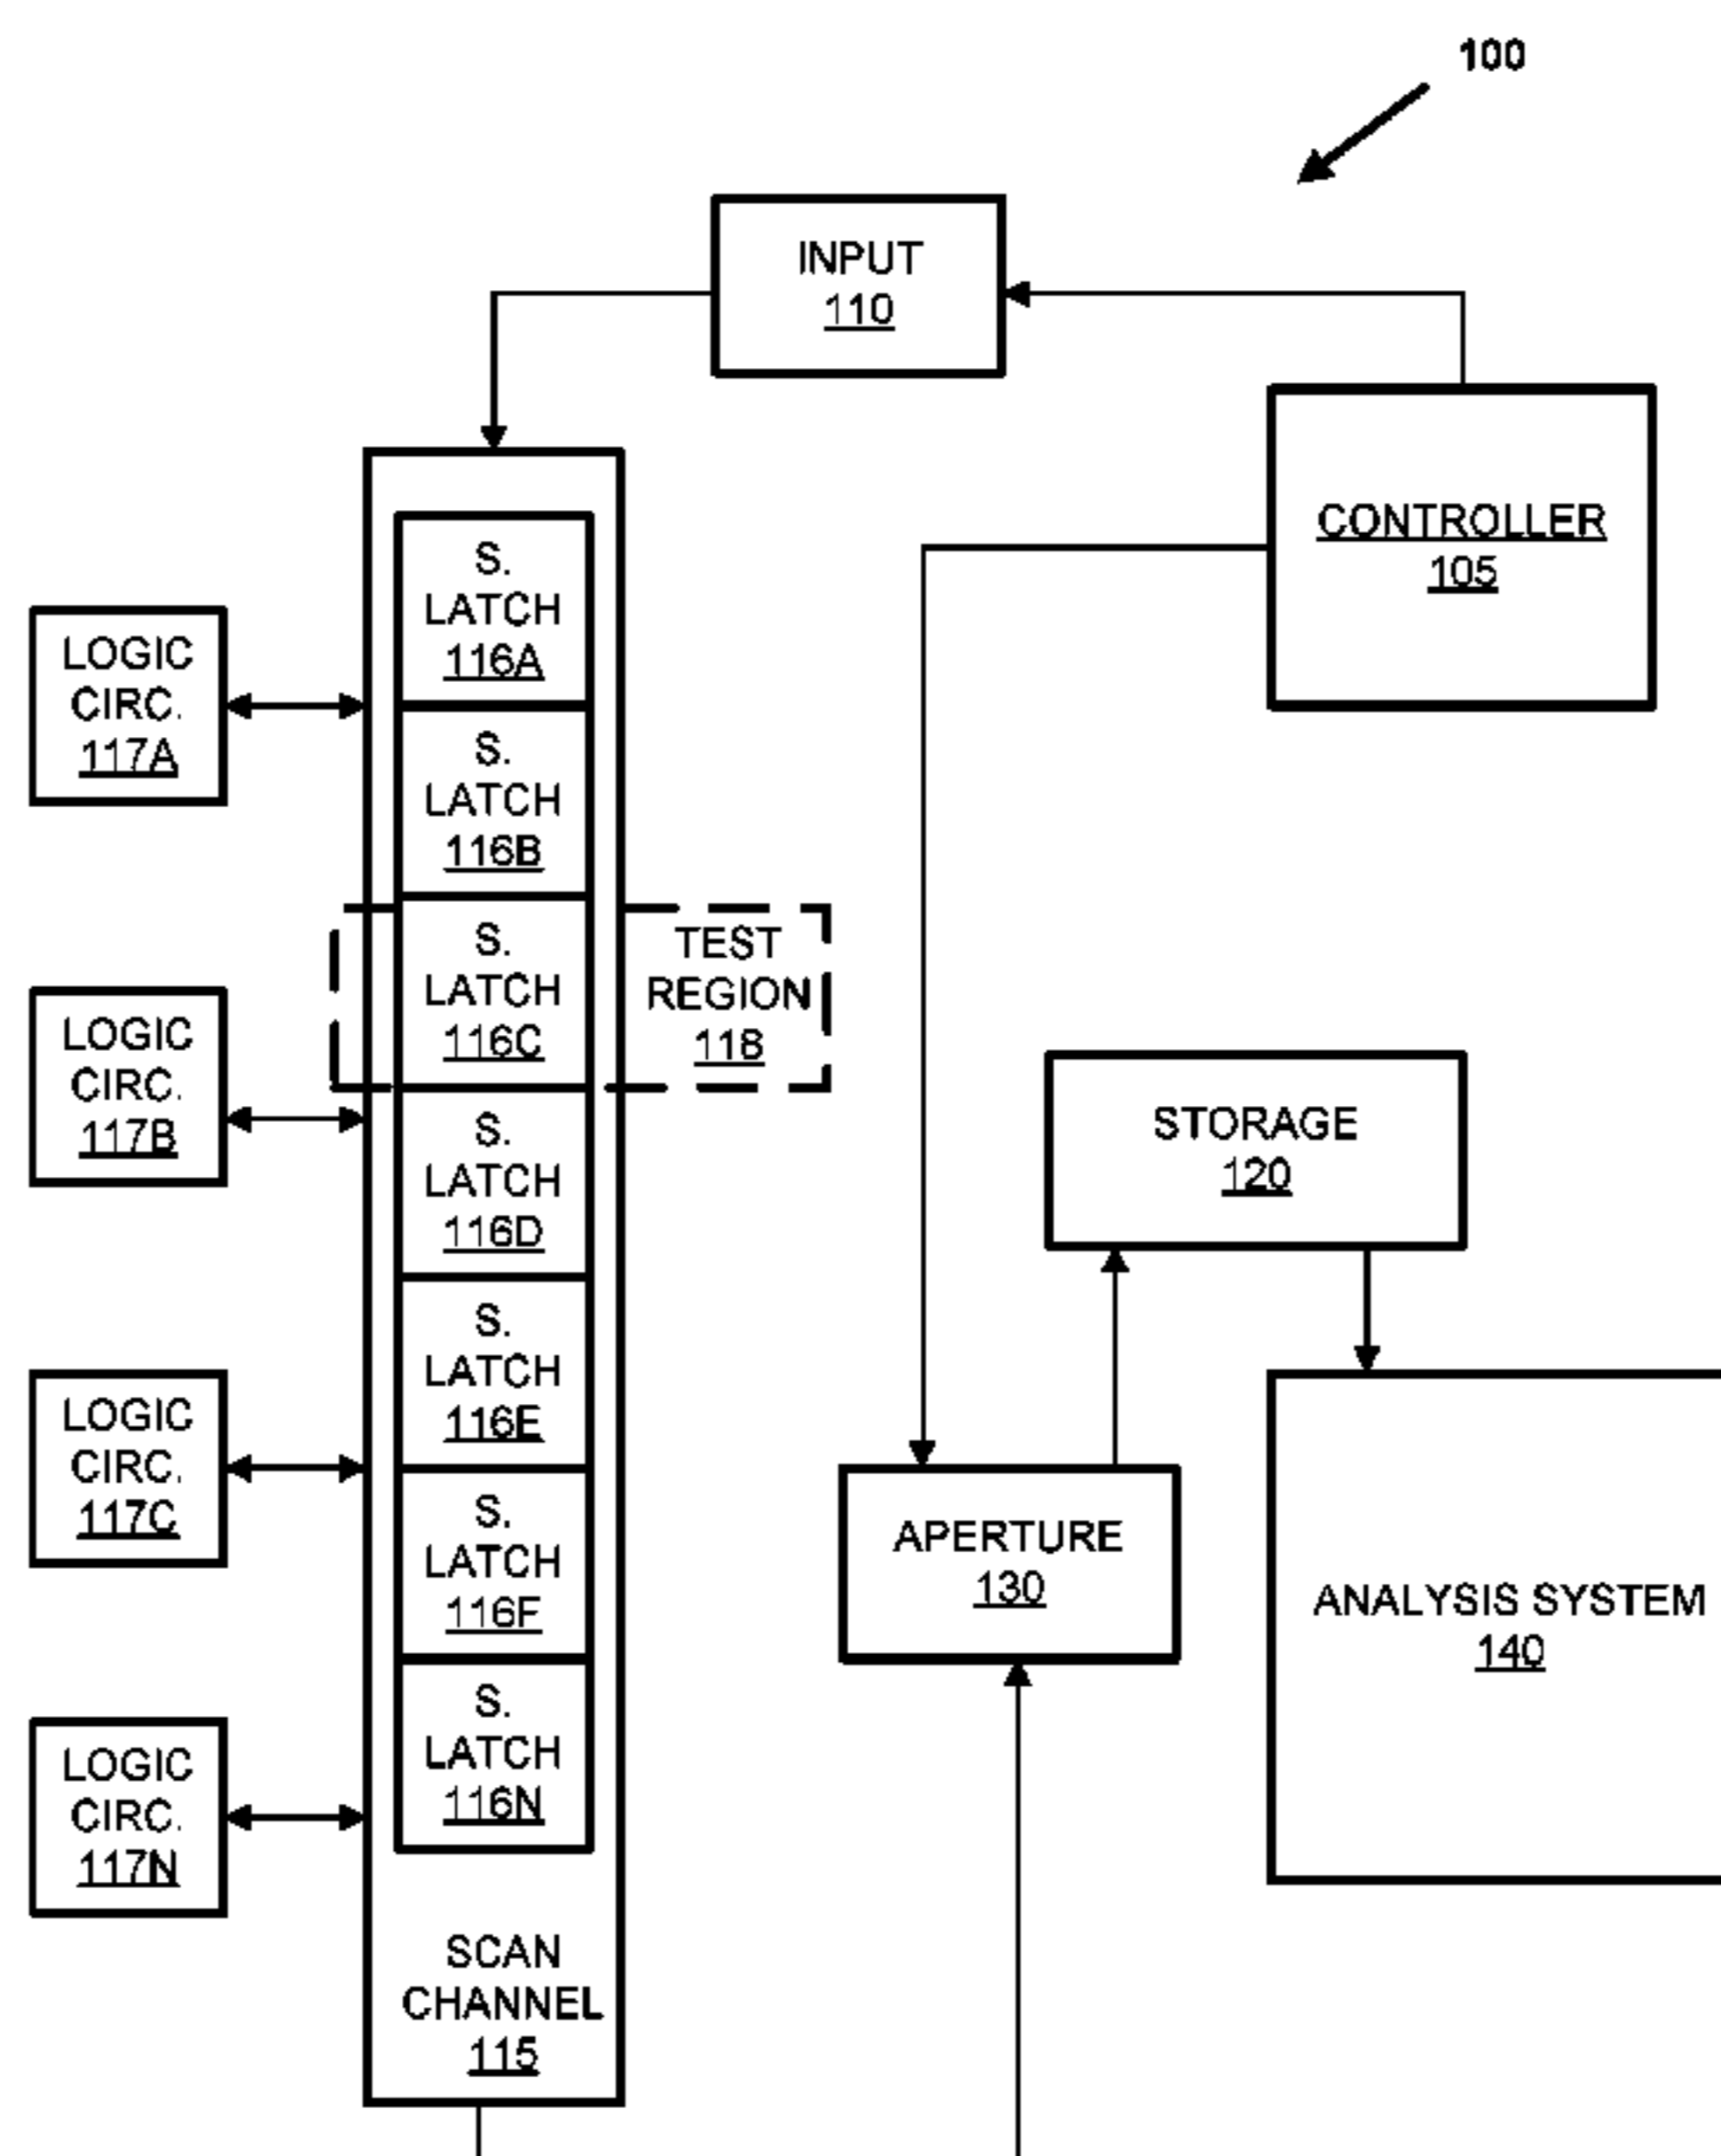 100
INPUT
110
CONTROLLER
105
S.
LATCH
116A
LOGIC
CIRC.
117A
S.
LATCH
116B
S.
LATCH
116C
TEST
REGION
118
LOGIC
CIRC.
117B
S.
LATCH
116D
STORAGE
120
S.
LATCH
116E
LOGIC
CIRC.
117C
S.
LATCH
116F
APERTURE
130
ANALYSIS SYSTEM
140
S.
LATCH
116N
LOGIC
CIRC.
117N
SCAN
CHANNEL
115